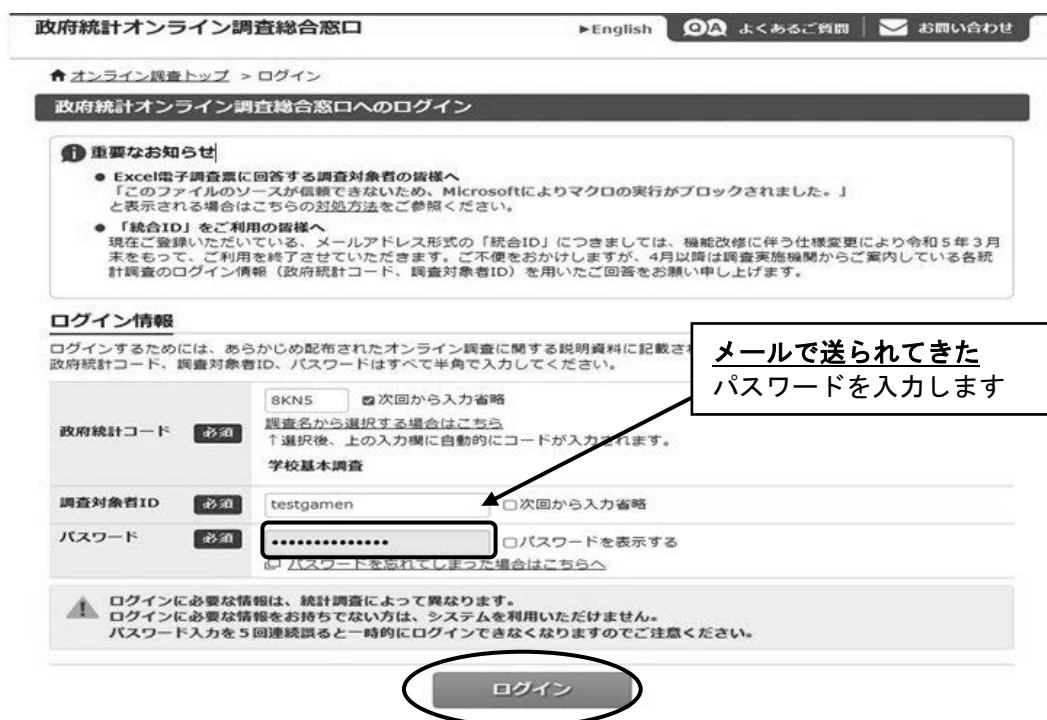 政府統計オンライン調査総合窓口
▶English
QA よくあるご質問
お問い合わせ
オンライン調査トップ > ログイン
政府統計オンライン調査総合窓口へのログイン
重要なお知らせ
● Excel電子調査票に回答する調査対象者の皆様へ
「このファイルのソースが信頼できないため、Microsoftによりマクロの実行がブロックされました。」
と表示される場合はこちらの対処方法をご参照ください。
● 「統合ID」をご利用の皆様へ
現在ご登録いただいている、メールアドレス形式の「統合ID」につきましては、機能改修に伴う仕様変更により令和5年3月
末をもって、ご利用を終了させていただきます。ご不便をおかけしますが、4月以降は調査実施機関からご案内している各統
計調査のログイン情報（政府統計コード、調査対象者ID）を用いたご回答をお願い申し上げます。
ログイン情報
ログインするためには、あらかじめ配布されたオンライン調査に関する説明資料に記載さ
政府統計コード、調査対象者ID、パスワードはすべて半角で入力してください。
メールで送られてきた
パスワードを入力します
政府統計コード 必須
8KNS
次回から入力省略
調査名から選択する場合はこちら
↑選択後、上の入力欄に自動的にコードが入力されます。
学校基本調査
調査対象者ID 必須
testgamen
□次回から入力省略
パスワード 必須
••••••••••••••
□パスワードを表示する
パスワードを忘れてしまった場合はこちらへ
ログインに必要な情報は、統計調査によって異なります。
ログインに必要な情報をお持ちでない方は、システムを利用いただけません。
パスワード入力を5回連続誤ると一時的にログインできなくなりますのでご注意ください。
ログイン